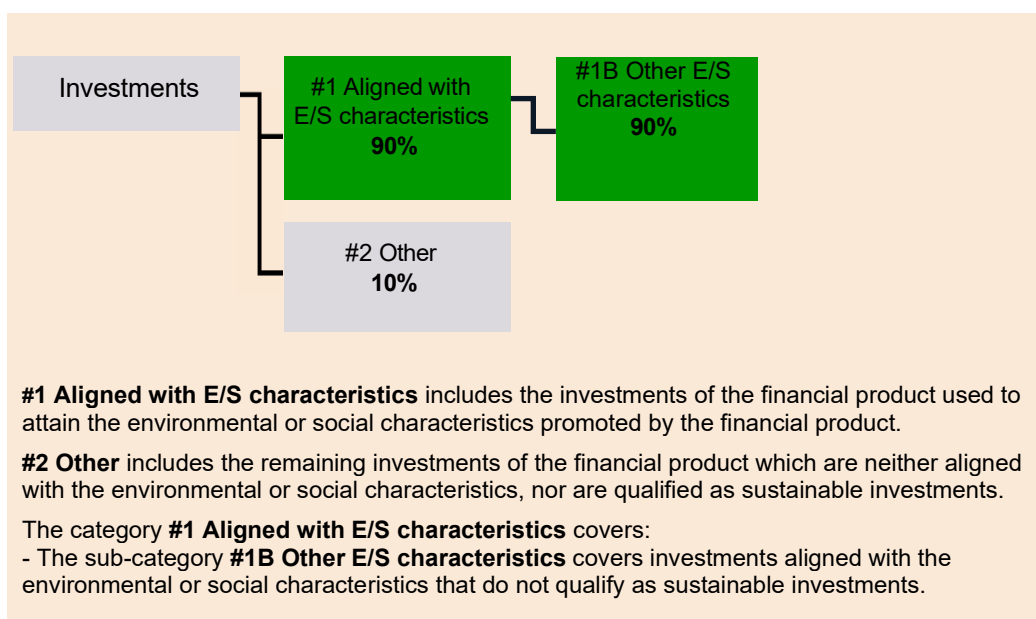 Investments
#1 Aligned with
E/S characteristics
90%
#1B Other E/S
characteristics
90%
#2 Other
10%
#1 Aligned with E/S characteristics includes the investments of the financial product used to
attain the environmental or social characteristics promoted by the financial product.
#2 Other includes the remaining investments of the financial product which are neither aligned
with the environmental or social characteristics, nor are qualified as sustainable investments.
The category #1 Aligned with E/S characteristics covers:
- The sub-category #1B Other E/S characteristics covers investments aligned with the
environmental or social characteristics that do not qualify as sustainable investments.